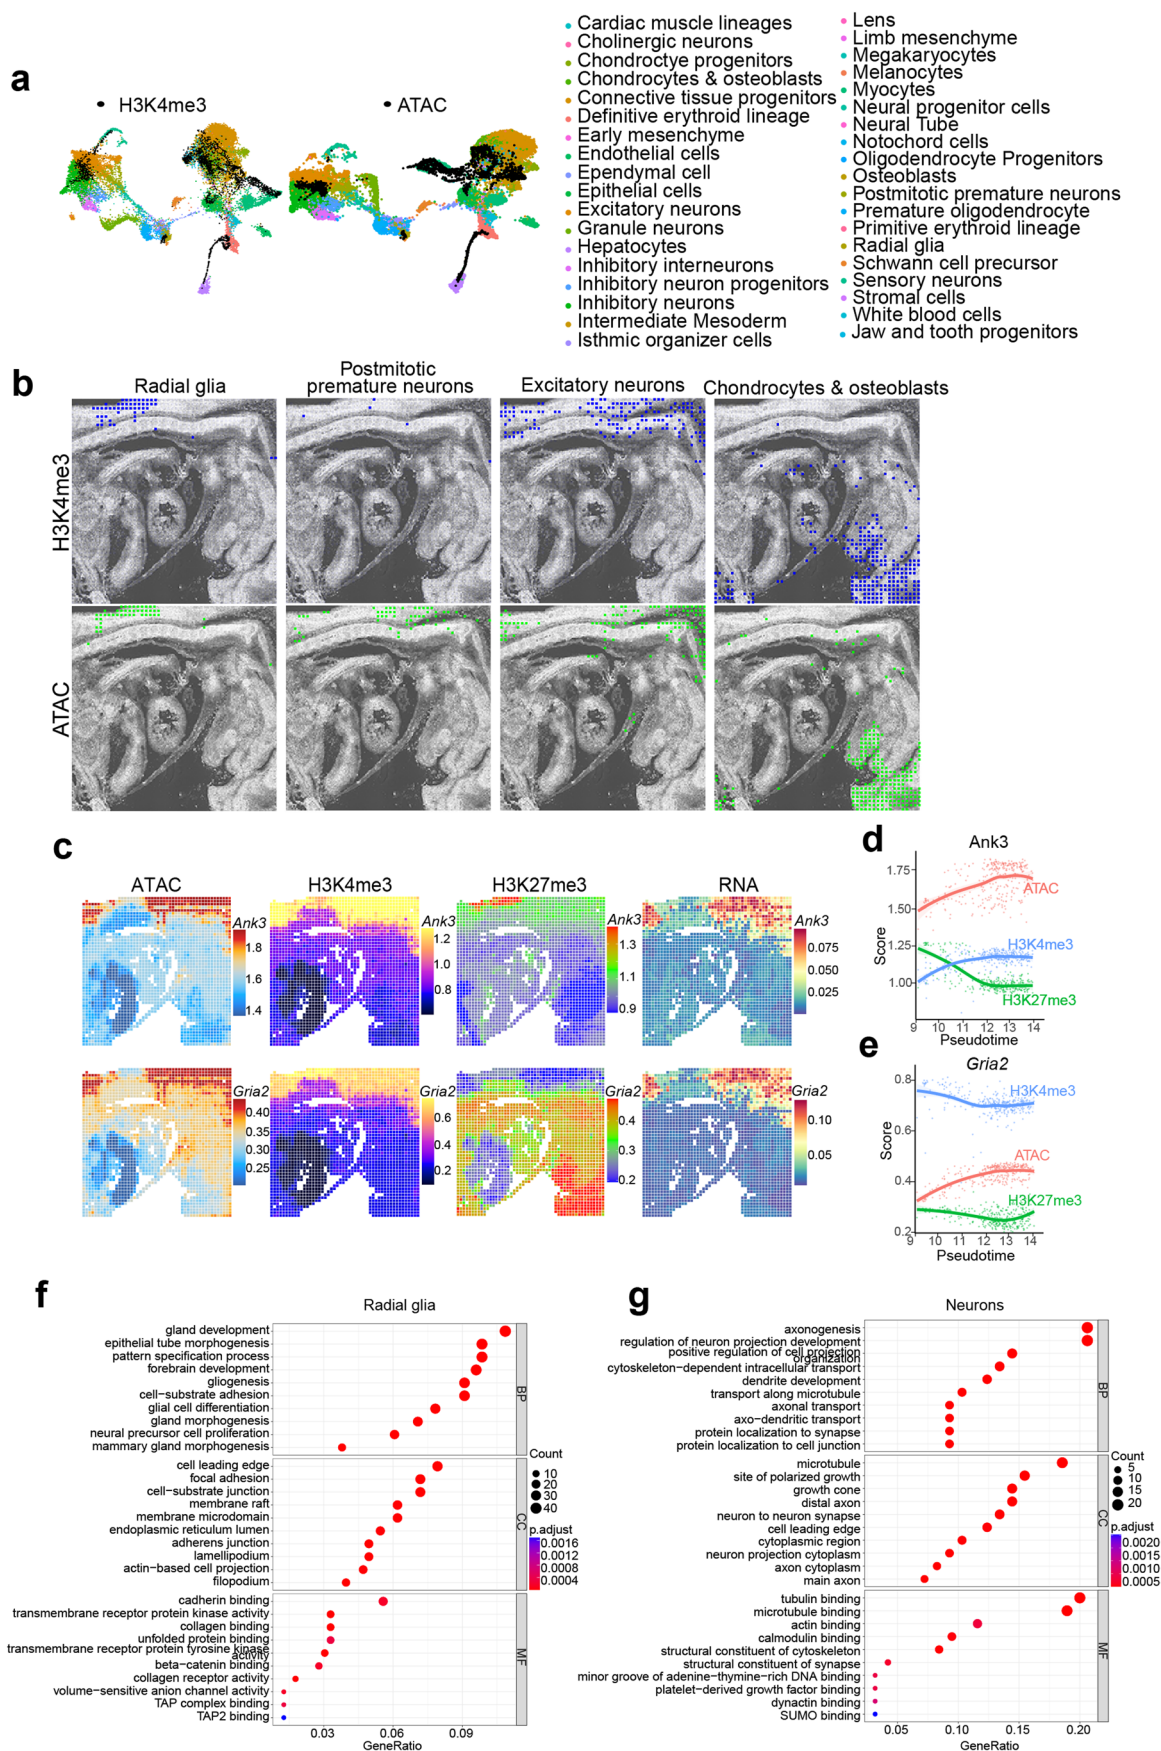 a
H3K4me3
ATAC
Cardiac muscle lineages
Cholinergic neurons
Chondroctye progenitors
Chondrocytes & osteoblasts
Connective tissue progenitors
Definitive erythroid lineage
Early mesenchyme
Endothelial cells
Ependymal cell
Epithelial cells
Excitatory neurons
Granule neurons
Hepatocytes
Inhibitory interneurons
Inhibitory neuron progenitors
Inhibitory neurons
Intermediate Mesoderm
Isthmic organizer cells
Lens
Limb mesenchyme
Megakaryocytes
Melanocytes
Myocytes
Neural progenitor cells
Neural Tube
Notochord cells
Oligodendrocyte Progenitors
Osteoblasts
Postmitotic premature neurons
Premature oligodendrocyte
Primitive erythroid lineage
Radial glia
Schwann cell precursor
Sensory neurons
Stromal cells
White blood cells
Jaw and tooth progenitors
b
Radial glia
Postmitotic
premature neurons
Excitatory neurons
Chondrocytes & osteoblasts
H3K4me3
ATAC
c
ATAC
H3K4me3
H3K27me3
RNA
Ank3
1.8
1.6
1.4
Ank3
1.2
1.0
0.8
Ank3
1.3
1.1
0.9
Ank3
0.075
0.050
0.025
Gria2
0.40
0.35
0.30
0.25
Gria2
0.6
0.4
0.2
Gria2
0.4
0.3
0.2
Gria2
0.10
0.05
d
Ank3
1.75
1.50
1.25
1.00
Score
ATAC
H3K4me3
H3K27me3
9 10 11 12 13 14
Pseudotime
e
Gria2
0.8
0.6
0.4
0.2
Score
H3K4me3
ATAC
H3K27me3
9 10 11 12 13 14
Pseudotime
f
Radial glia
gland development
epithelial tube morphogenesis
pattern specification process
forebrain development
gliogenesis
cell−substrate adhesion
glial cell differentiation
gland morphogenesis
neural precursor cell proliferation
mammary gland morphogenesis
BP
cell leading edge
focal adhesion
cell−substrate junction
membrane raft
membrane microdomain
endoplasmic reticulum lumen
adherens junction
lamellipodium
actin−based cell projection
filopodium
CC
cadherin binding
transmembrane receptor protein kinase activity
collagen binding
unfolded protein binding
transmembrane receptor protein tyrosine kinase
activity
beta−catenin binding
collagen receptor activity
volume−sensitive anion channel activity
TAP complex binding
TAP2 binding
MF
0.03 0.06 0.09
GeneRatio
Count
10
20
30
40
p.adjust
0.0016
0.0012
0.0008
0.0004
g
Neurons
axonogenesis
regulation of neuron projection development
positive regulation of cell projection
organization
cytoskeleton−dependent intracellular transport
dendrite development
transport along microtubule
axonal transport
axo−dendritic transport
protein localization to synapse
protein localization to cell junction
BP
microtubule
site of polarized growth
growth cone
distal axon
neuron to neuron synapse
cell leading edge
cytoplasmic region
neuron projection cytoplasm
axon cytoplasm
main axon
CC
tubulin binding
microtubule binding
actin binding
calmodulin binding
structural constituent of cytoskeleton
structural constituent of synapse
minor groove of adenine−thymine−rich DNA binding
platelet−derived growth factor binding
dynactin binding
SUMO binding
MF
0.05 0.10 0.15 0.20
GeneRatio
Count
5
10
15
20
p.adjust
0.0020
0.0015
0.0010
0.0005